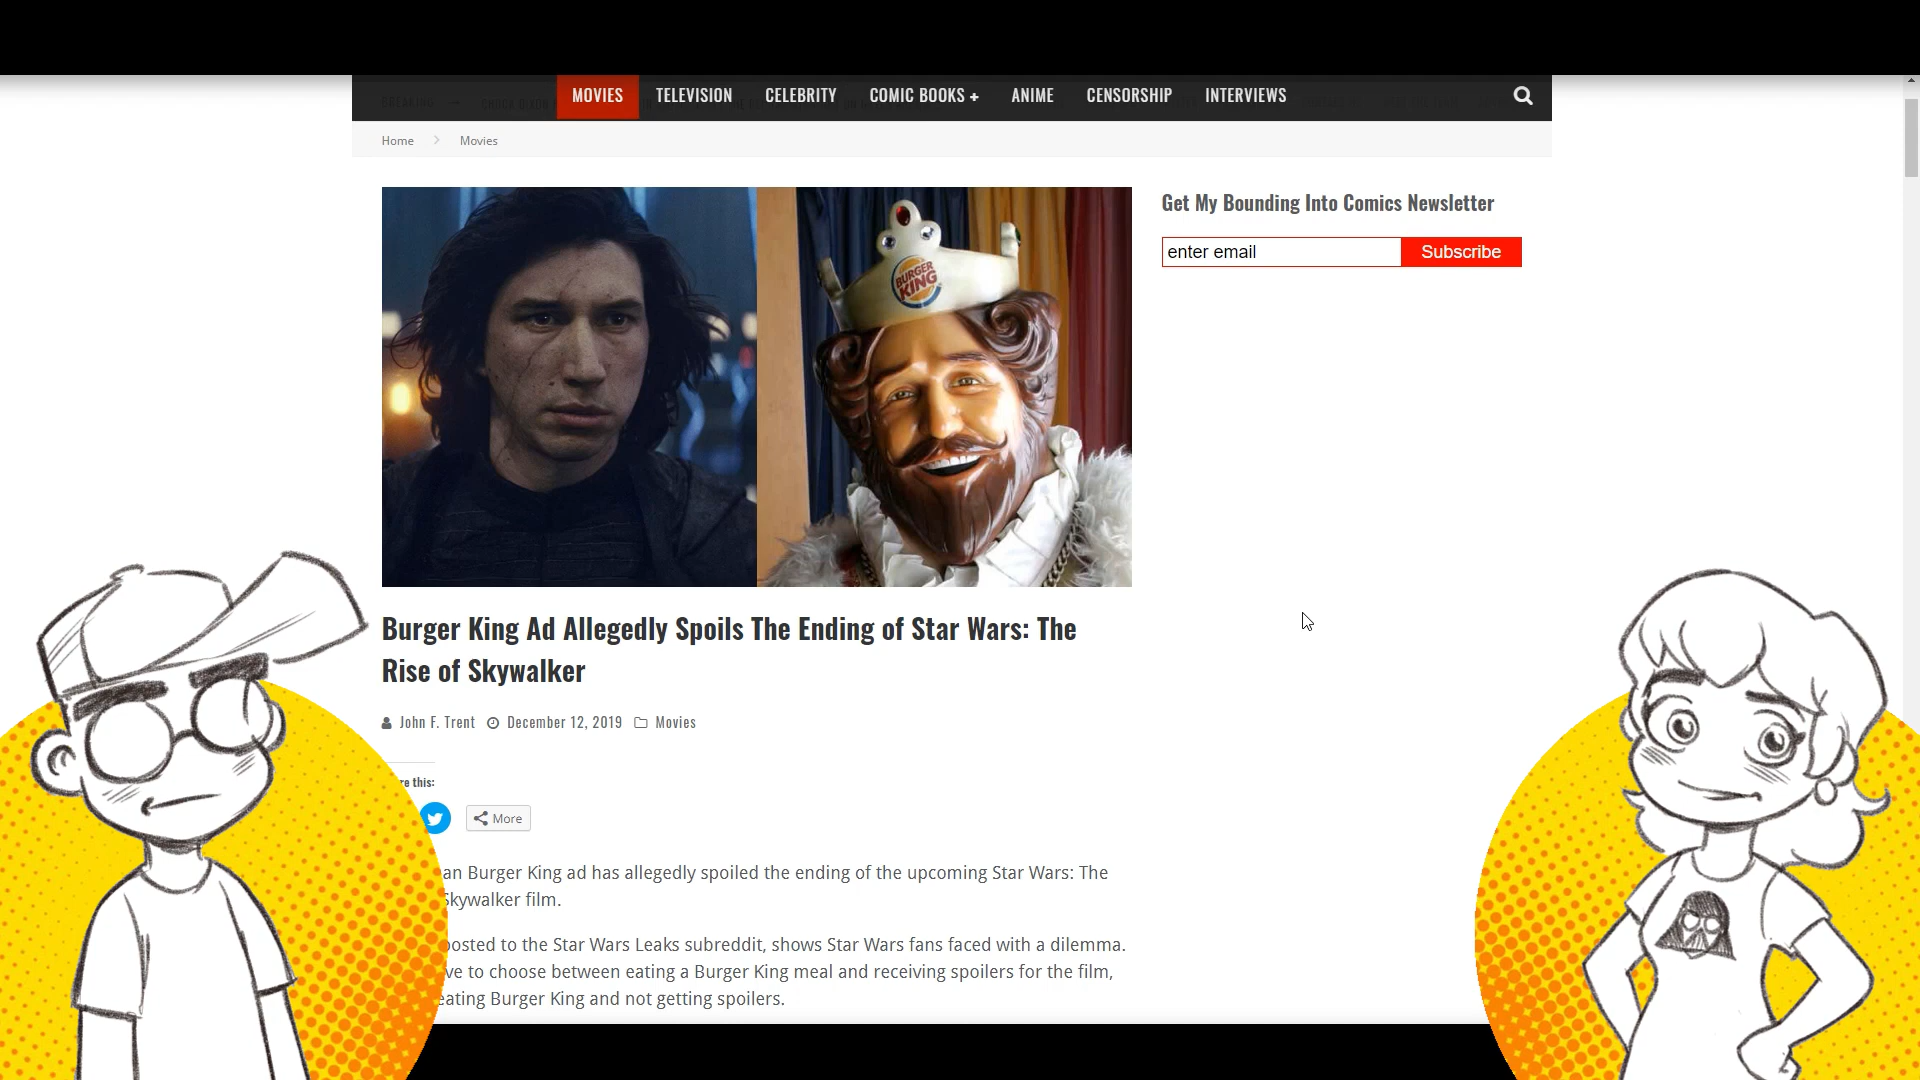 MOVIES TELEVISION CELEBRITY COMIC BOOKS + ANIME CENSORSHIP INTERVIEWS
Home > Movies
BURGER
KING
Get My Bounding Into Comics Newsletter
enter email Subscribe
Burger King Ad Allegedly Spoils The Ending of Star Wars: The
Rise of Skywalker
John F. Trent December 12, 2019 Movies
this:
More
Burger King ad has allegedly spoiled the ending of the upcoming Star Wars: The
Skywalker film.
posted to the Star Wars Leaks subreddit, shows Star Wars fans faced with a dilemma.
to choose between eating a Burger King meal and receiving spoilers for the film,
eating Burger King and not getting spoilers.